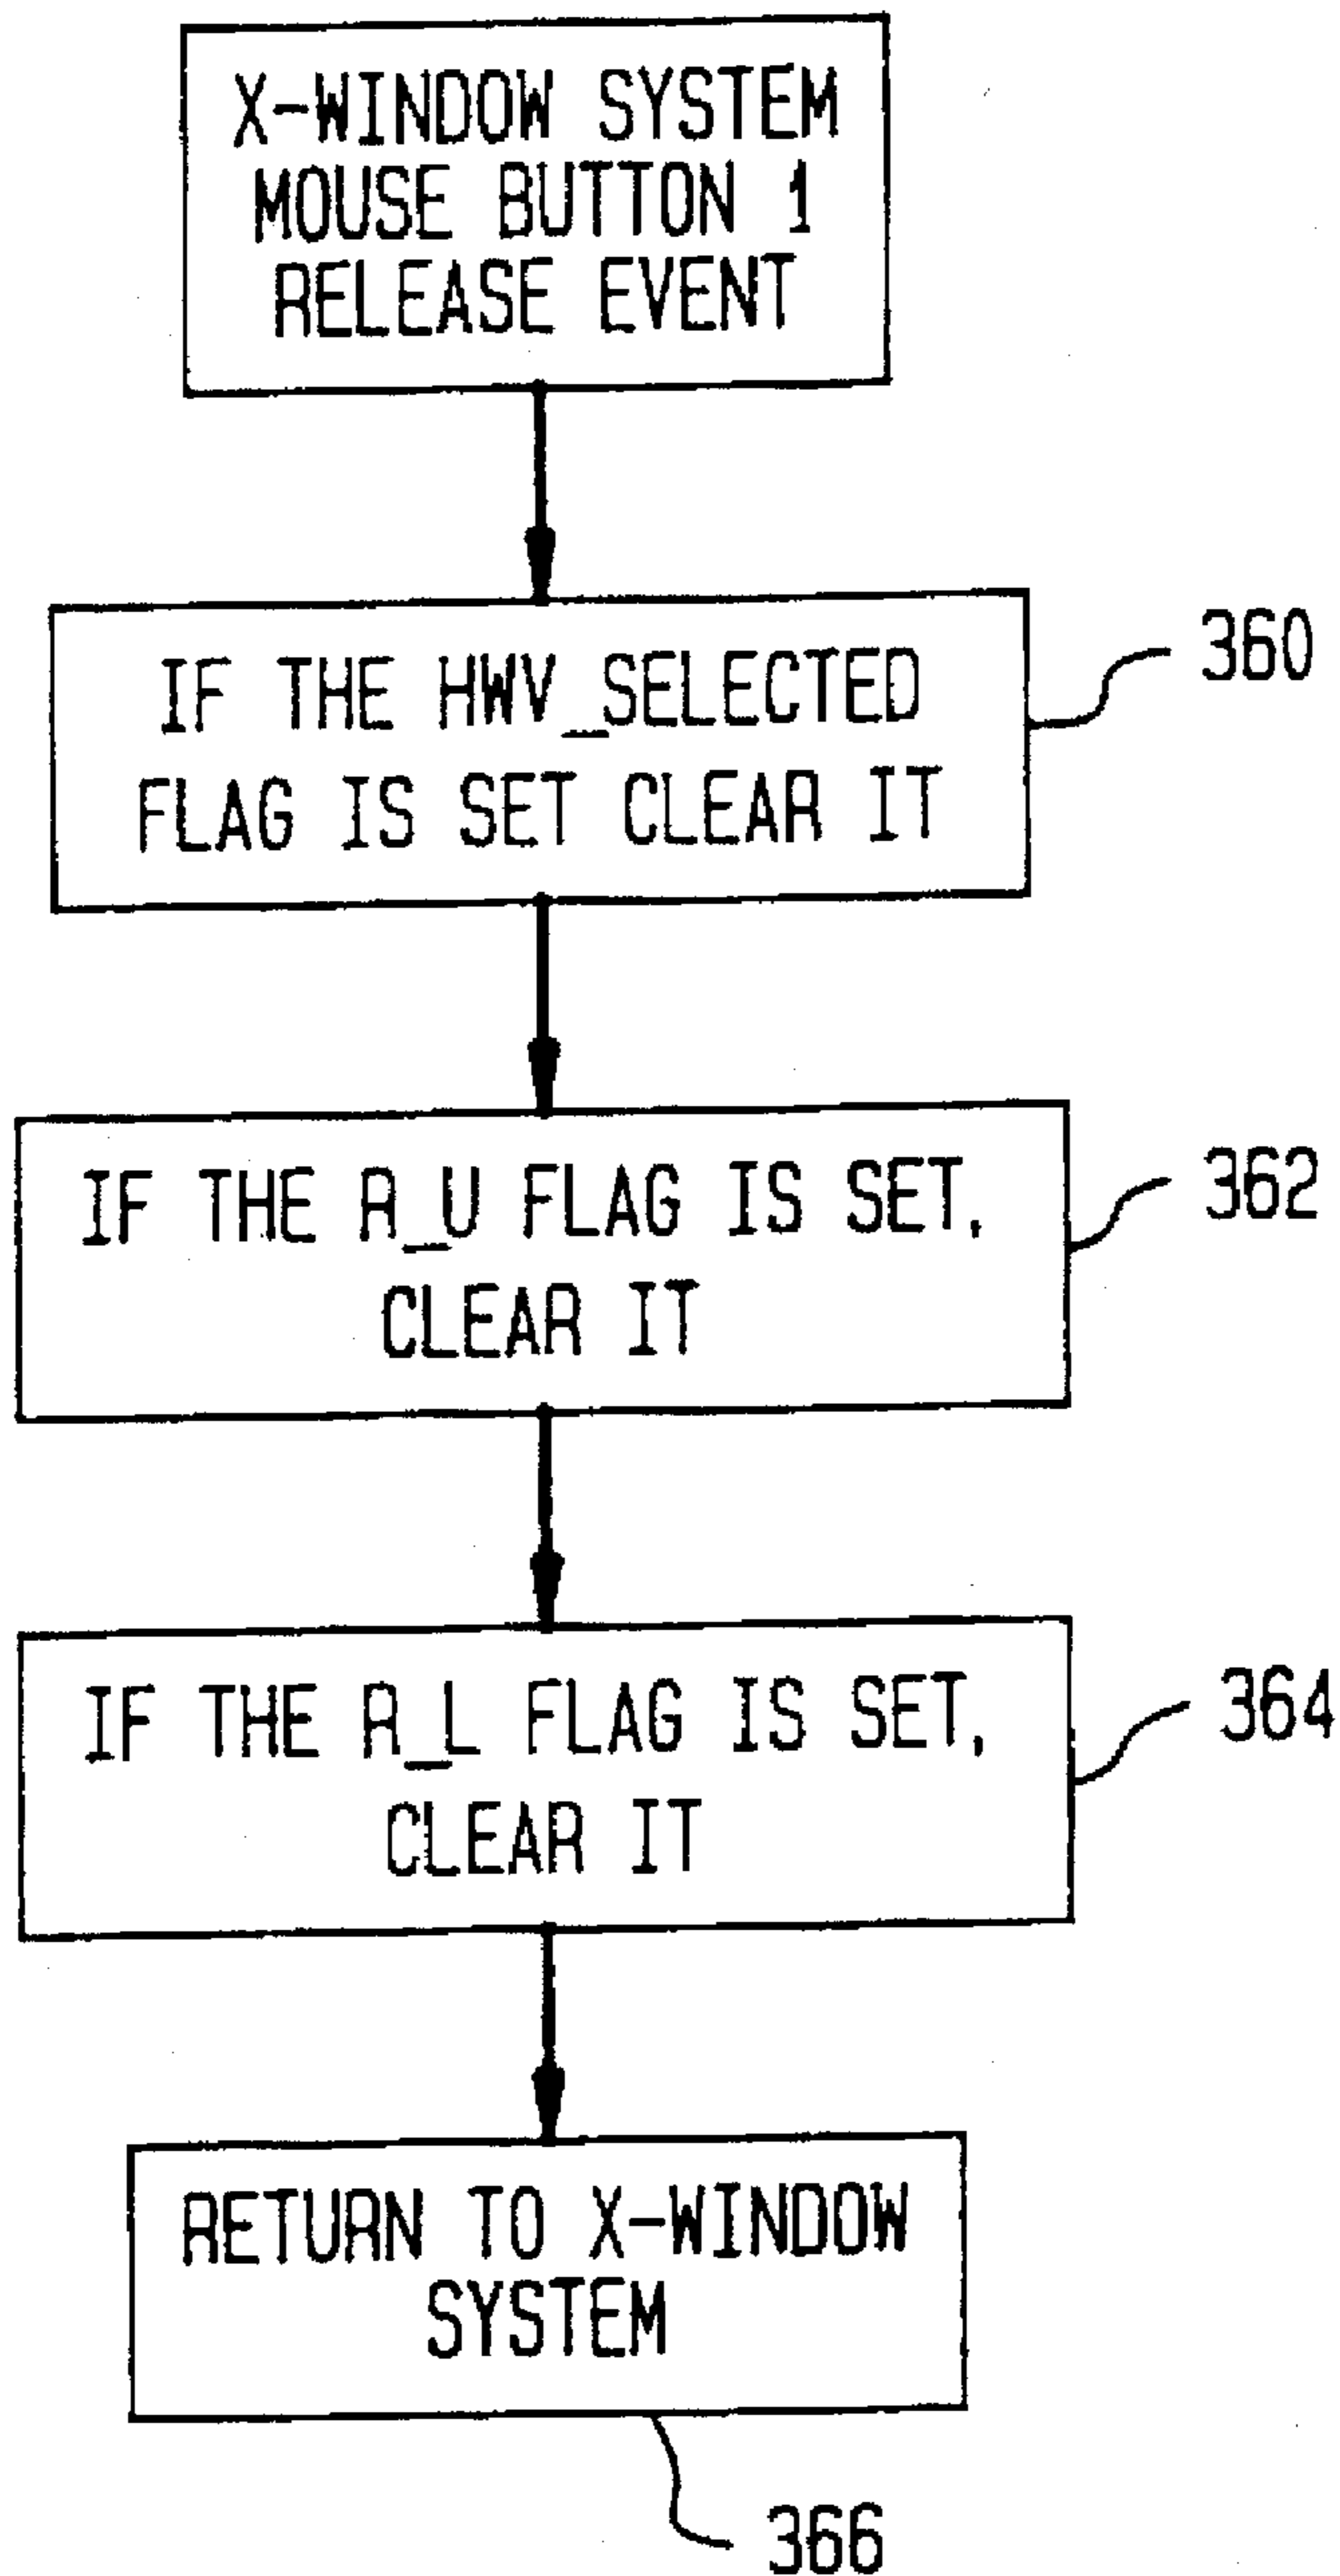 X-WINDOW SYSTEM
MOUSE BUTTON 1
RELEASE EVENT
IF THE HWV_SELECTED
FLAG IS SET CLEAR IT
360
IF THE R_U FLAG IS SET,
CLEAR IT
362
IF THE R_L FLAG IS SET,
CLEAR IT
364
RETURN TO X-WINDOW
SYSTEM
366